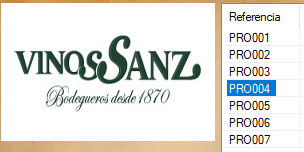 VINOS SANZ
Bodegueros desde 1870
Referencia
PRO001
PRO002
PRO003
PRO004
PRO005
PRO006
PRO007